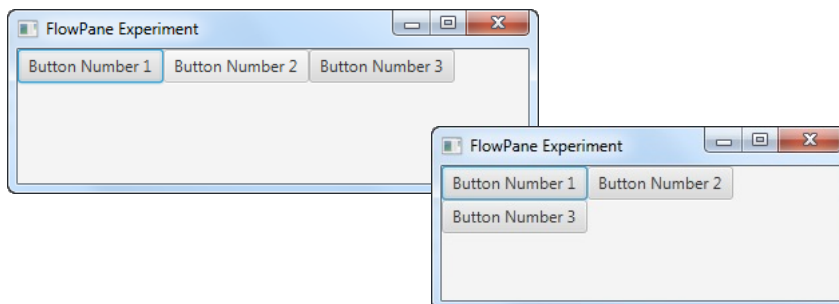 FlowPane Experiment
Button Number 1 Button Number 2 Button Number 3
FlowPane Experiment
Button Number 1 Button Number 2
Button Number 3